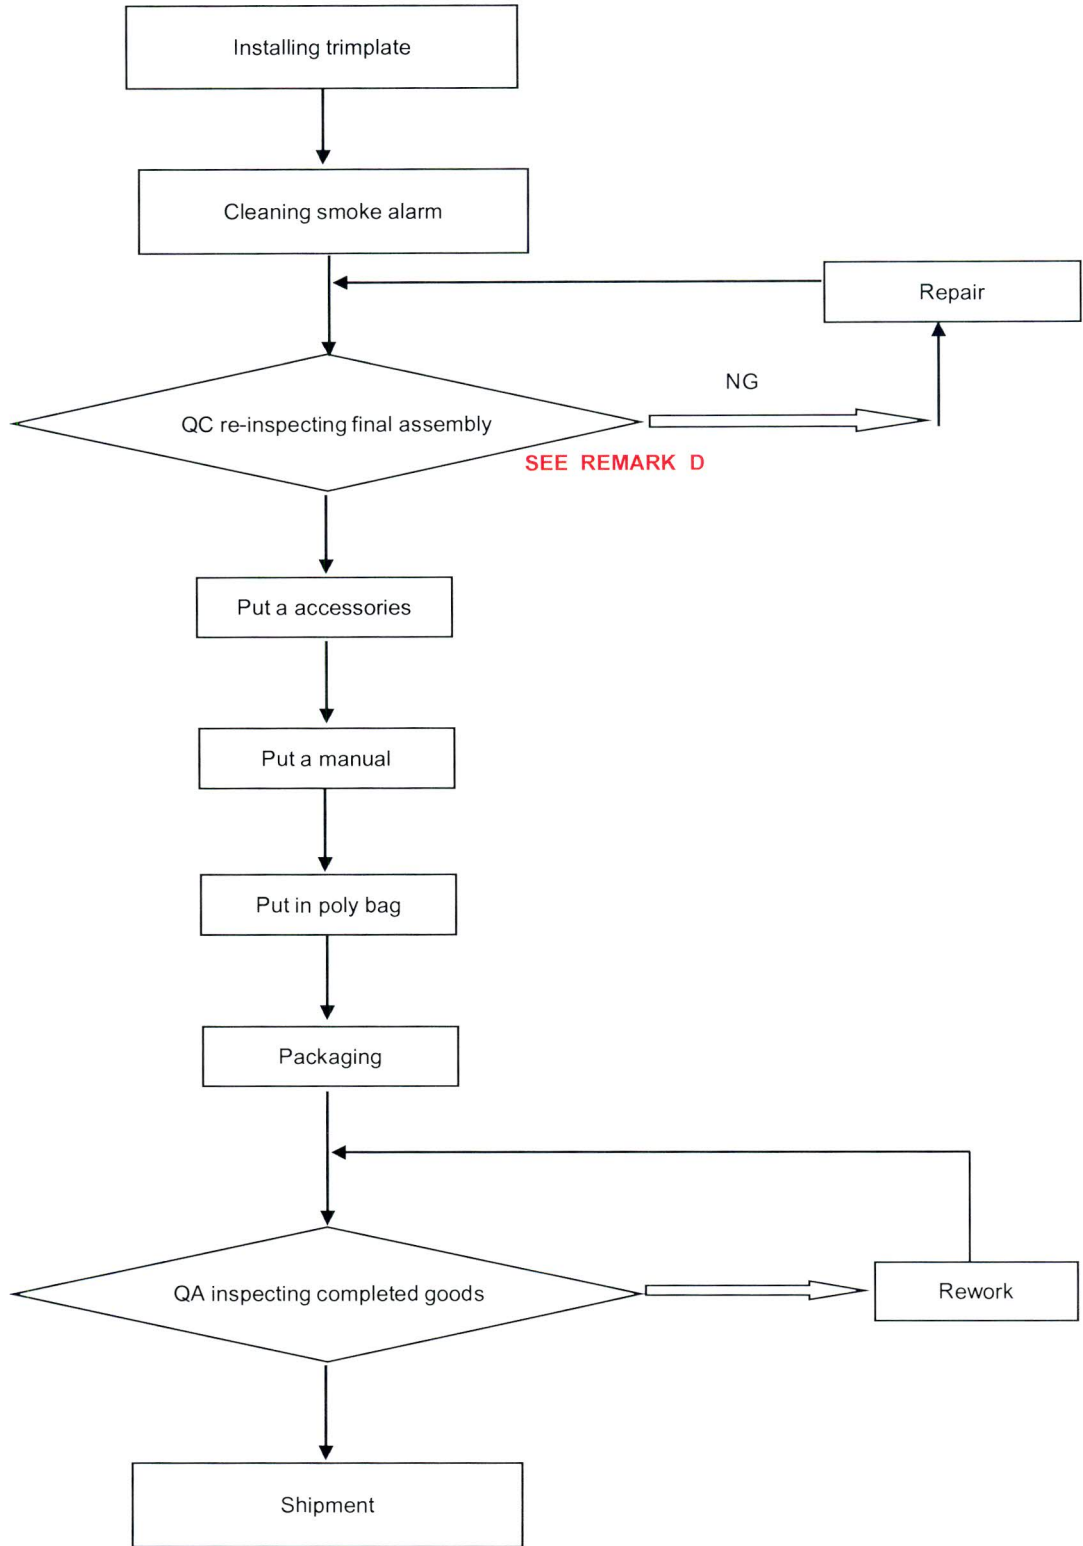 Installing trimplate
Cleaning smoke alarm
Repair
NG
QC re-inspecting final assembly
SEE REMARK D
Put a accessories
Put a manual
Put in poly bag
Packaging
QA inspecting completed goods
Rework
Shipment